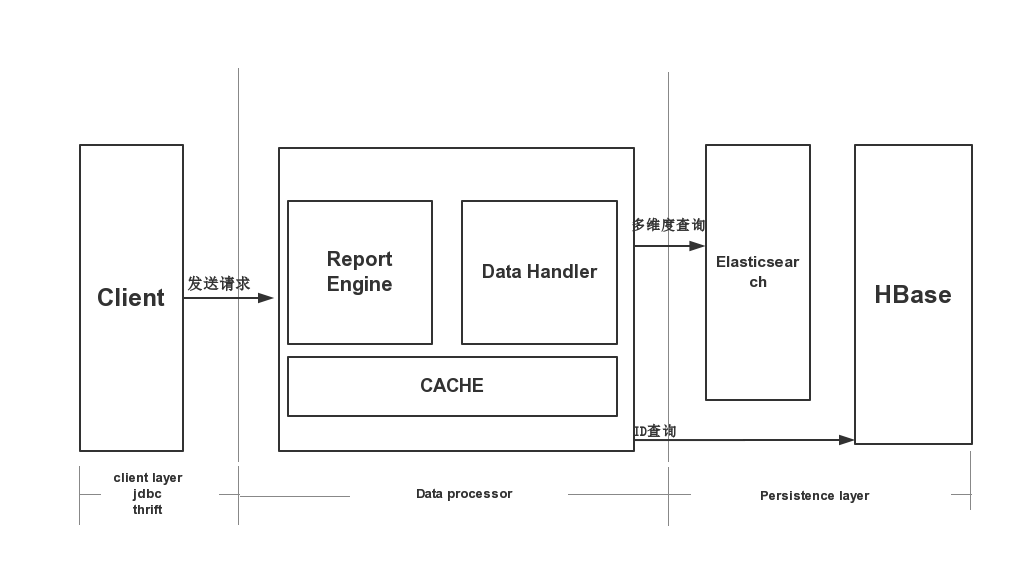 Client
发送请求
Report
Engine
Data Handler
CACHE
多维度查询
ID查询
Elasticsear
ch
HBase
client layer
jdbc
thrift
Data processor
Persistence layer